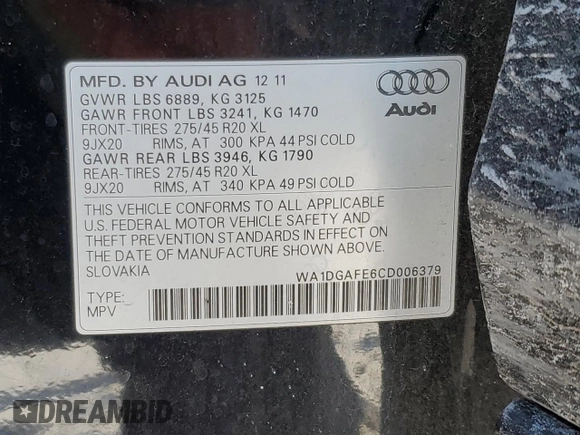 MFD. BY AUDI AG 12 11
GVWR LBS 6889, KG 3125
GAWR FRONT LBS 3241, KG 1470
FRONT-TIRES 275/45 R20 XL
9JX20 RIMS, AT 300 KPA 44 PSI COLD
GAWR REAR LBS 3946, KG 1790
REAR-TIRES 275/45 R20 XL
9JX20 RIMS, AT 340 KPA 49 PSI COLD
Audi
THIS VEHICLE CONFORMS TO ALL APPLICABLE
U.S. FEDERAL MOTOR VEHICLE SAFETY AND
THEFT PREVENTION STANDARDS IN EFFECT ON
THE DATE OF MANUFACTURE SHOWN ABOVE.
SLOVAKIA WA1DGAFE6CD006379
TYPE:
MPV
DREAMBID